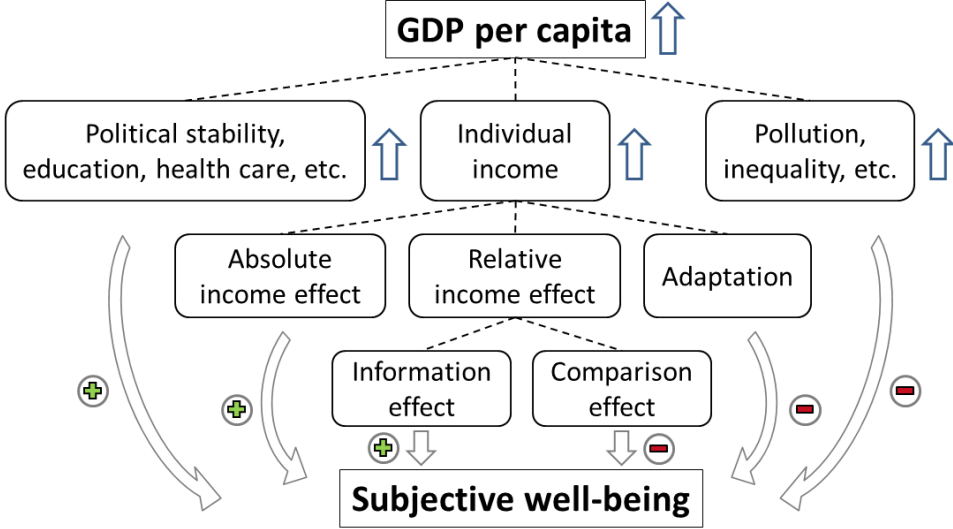 GDP per capita
Political stability,
education, health care, etc.
Individual
income
Pollution,
inequality, etc.
Absolute
income effect
Relative
income effect
Adaptation
Information
effect
Comparison
effect
Subjective well-being